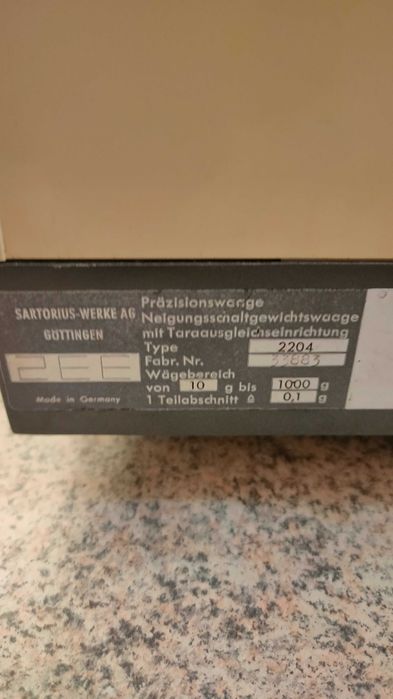 SARTORIUS-WERKE AG
GÖTTINGEN
Made in Germany
Präzisionswaage
Neigungsschaltgewichtswaage
mit Taraausgleichseinrichtung
Type 2204
Fabr. Nr. 33883
Wägebereich
von 10 g bis 1000 g
1 Teilabschnitt ≙ 0,1 g